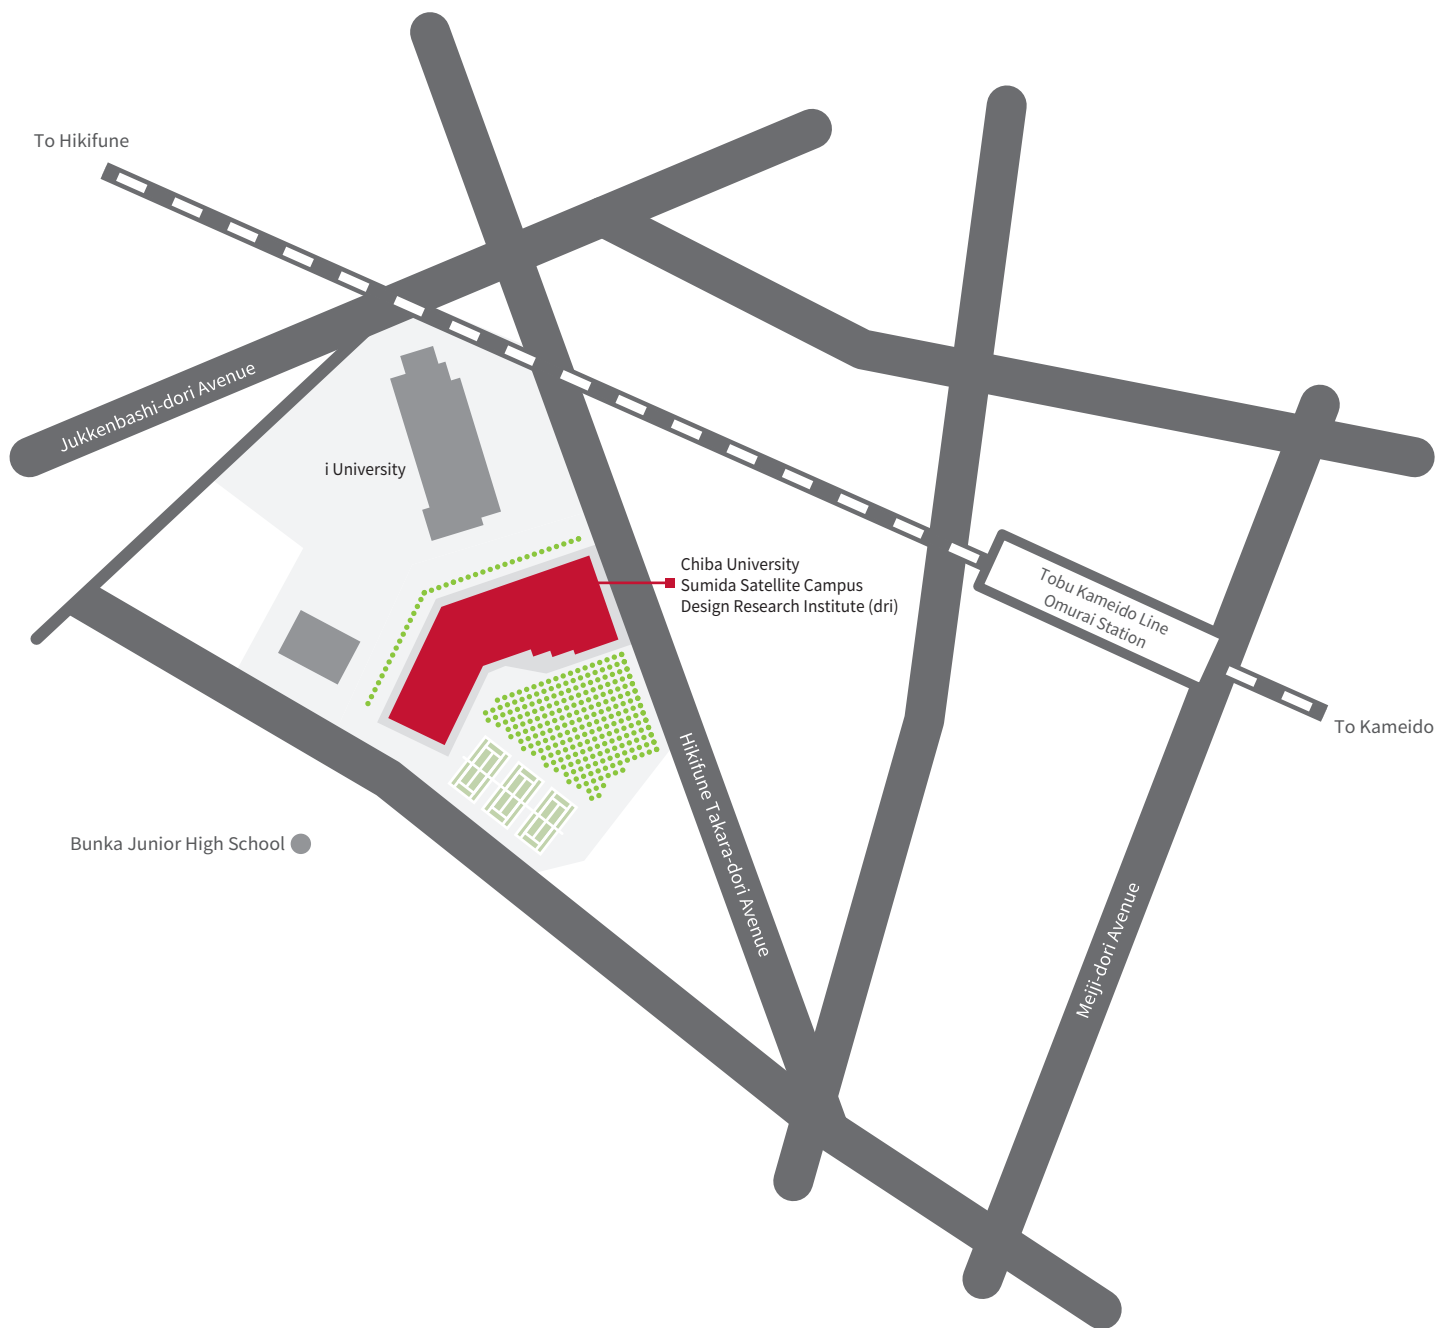 To Hikifune
Jukkenbashi-dori Avenue
i University
Chiba University
Sumida Satellite Campus
Design Research Institute (dri)
Tobu Kameido Line
Omurai Station
To Kameido
Hikifune Takara-dori Avenue
Bunka Junior High School
Meiji-dori Avenue